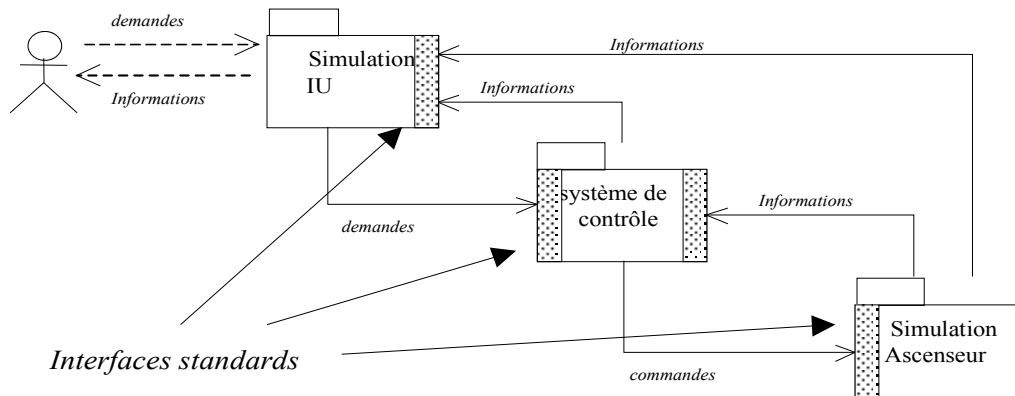 demandes
Informations
Simulation
IU
Informations
Informations
système de
contrôle
demandes
Informations
Simulation
Ascenseur
Interfaces standards
commandes